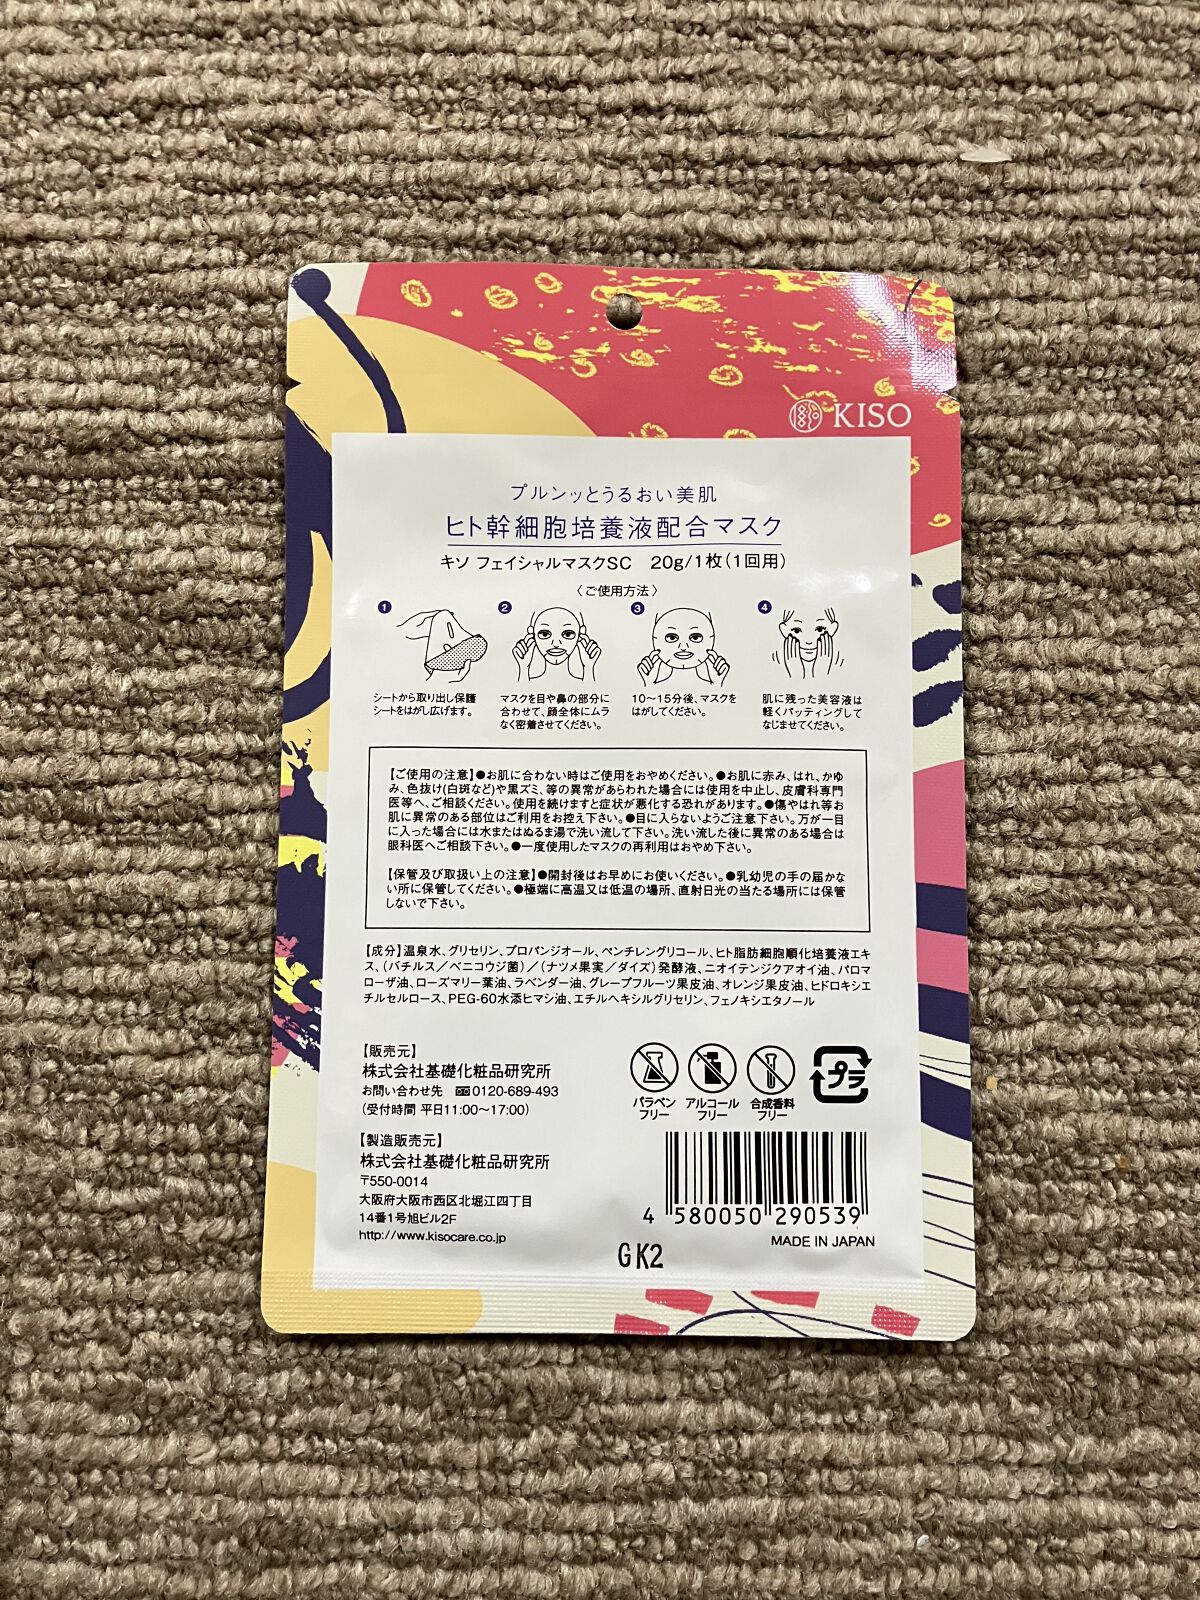 KISO
プルンッとうるおい美肌
ヒト幹細胞培養液配合マスク
キソ フェイシャルマスクSC 20g/1枚(1回用)
〈ご使用方法〉
1
シートから取り出し保護
シートをはがし広げます。
2
マスクを目や鼻の部分に
合わせて、顔全体にムラ
なく密着させてください。
3
10〜15分後、マスクを
はがしてください。
4
肌に残った美容液は
軽くパッティングして
なじませてください。
【ご使用の注意】●お肌に合わない時はご使用をおやめください。●お肌に赤み、はれ、かゆ
み、色抜け(白斑など)や黒ズミ、等の異常があらわれた場合には使用を中止し、皮膚科専門
医等へ、ご相談ください。使用を続けますと症状が悪化する恐れがあります。●傷やはれ等お
肌に異常のある部位はご利用をお控え下さい。●目に入らないようご注意下さい。万が一目
に入った場合には水またはぬるま湯で洗い流して下さい。洗い流した後に異常のある場合は
眼科医へご相談下さい。●一度使用したマスクの再利用はおやめ下さい。
【保管及び取扱い上の注意】●開封後はお早めにお使いください。●乳幼児の手の届かな
い所に保管してください。●極端に高温又は低温の場所、直射日光の当たる場所には保管
しないで下さい。
【成分】温泉水、グリセリン、プロパンジオール、ペンチレングリコール、ヒト脂肪細胞順化培養液エキ
ス、(バチルス/ベニコウジ菌)/(ナツメ果実/ダイズ)発酵液、ニオイテンジクアオイ油、パロマ
ローザ油、ローズマリー葉油、ラベンダー油、グレープフルーツ果皮油、オレンジ果皮油、ヒドロキシエ
チルセルロース、PEG-60水添ヒマシ油、エチルヘキシルグリセリン、フェノキシエタノール
【販売元】
株式会社基礎化粧品研究所
お問い合わせ先 0120-689-493
(受付時間 平日11:00〜17:00)
【製造販売元】
株式会社基礎化粧品研究所
〒550-0014
大阪府大阪市西区北堀江四丁目
14番1号旭ビル2F
http://www.kisocare.co.jp
パラベン
フリー
アルコール
フリー
合成香料
フリー
プラ
4 580050 290539
MADE IN JAPAN
GK2